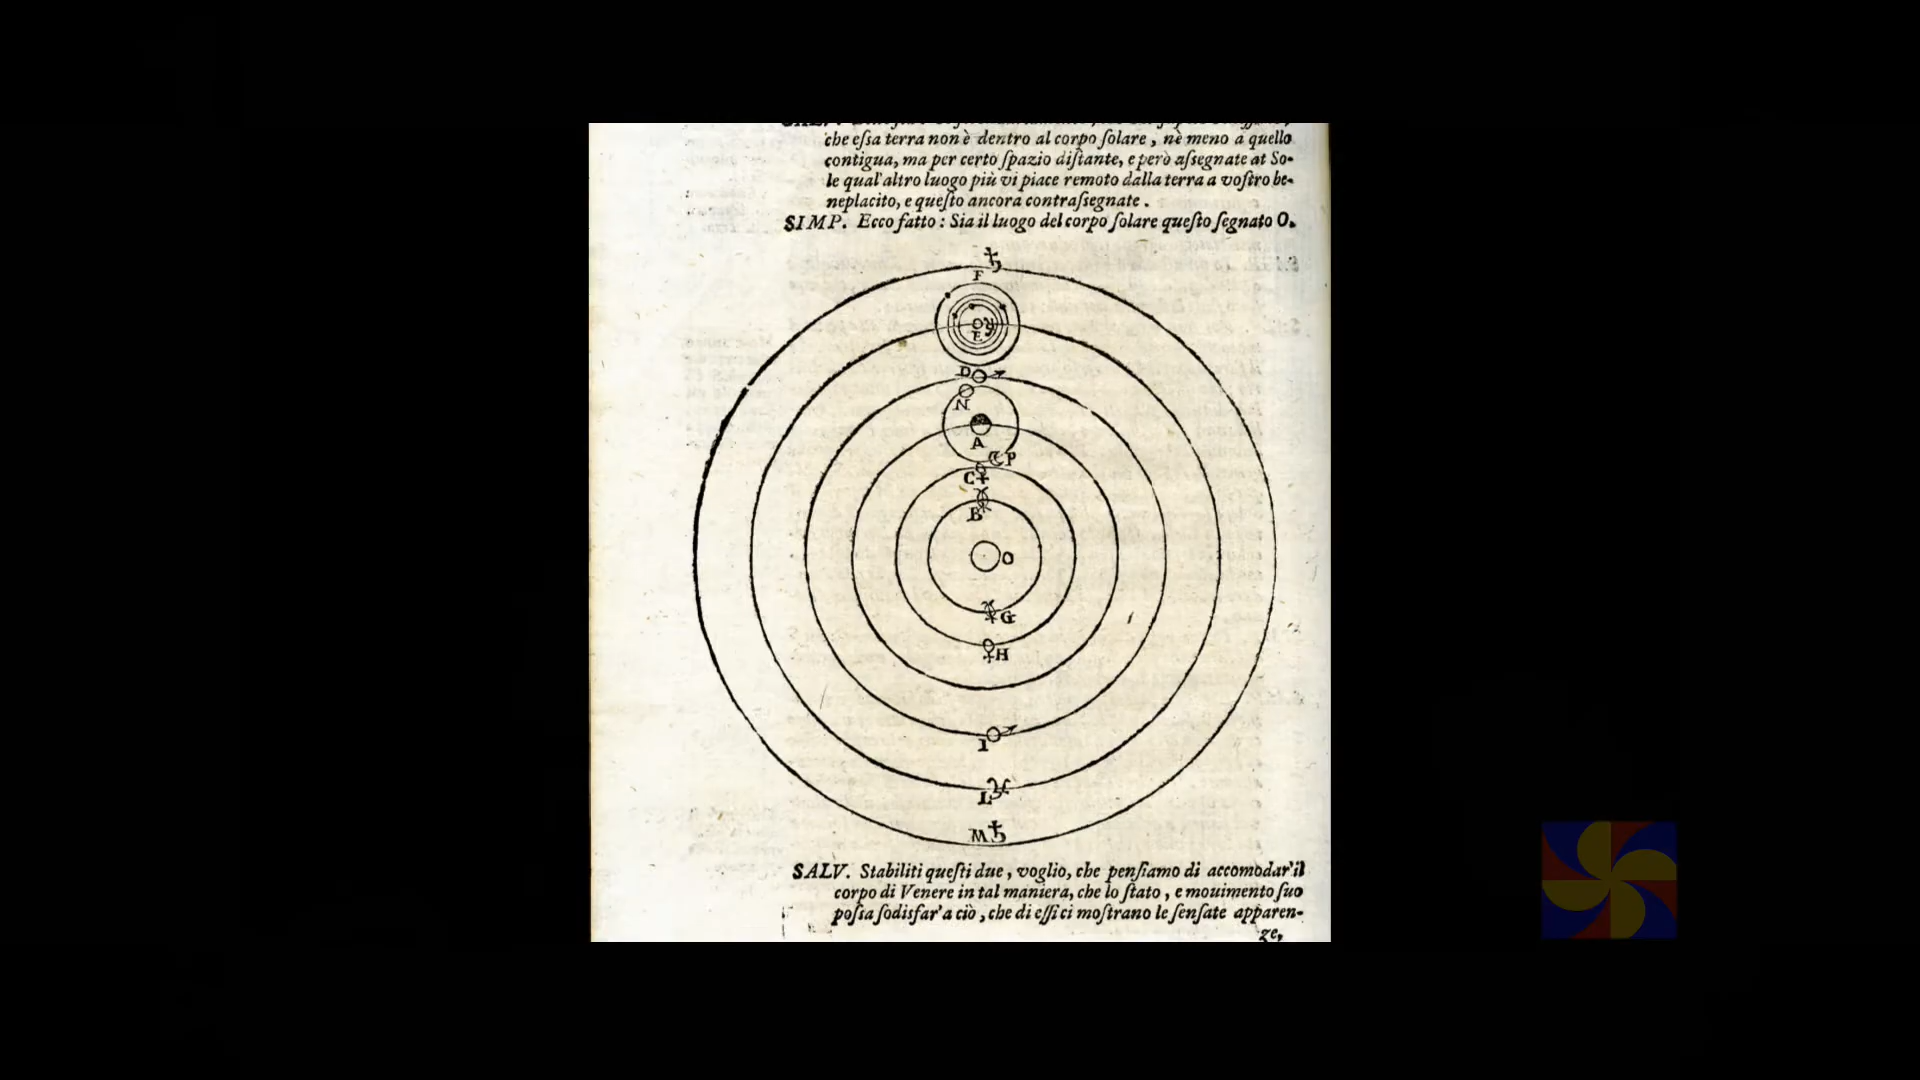 che eſsa terra non è dentro al corpo ſolare, nè meno a quello
contigua, ma per certo ſpazio diſtante, e però aſsegnate at So-
le qual'altro luogo più vi piace remoto dalla terra a voſtro be-
neplacito, e queſto ancora contraſsegnate.
SIMP. Ecco fatto: Sia il luogo del corpo ſolare queſto ſegnato O.
♄
F
♃
E
D
N
A
P
C ♀
B
O
G
♀ H
I
L ♃
M ♄
SALV. Stabiliti queſti due, voglio, che penſiamo di accomodar'il
corpo di Venere in tal maniera, che lo ſtato, e mouimento ſuo
poſsa ſodisfar'a ciò, che di eſſi ci moſtrano le ſenſate apparen-
ze,